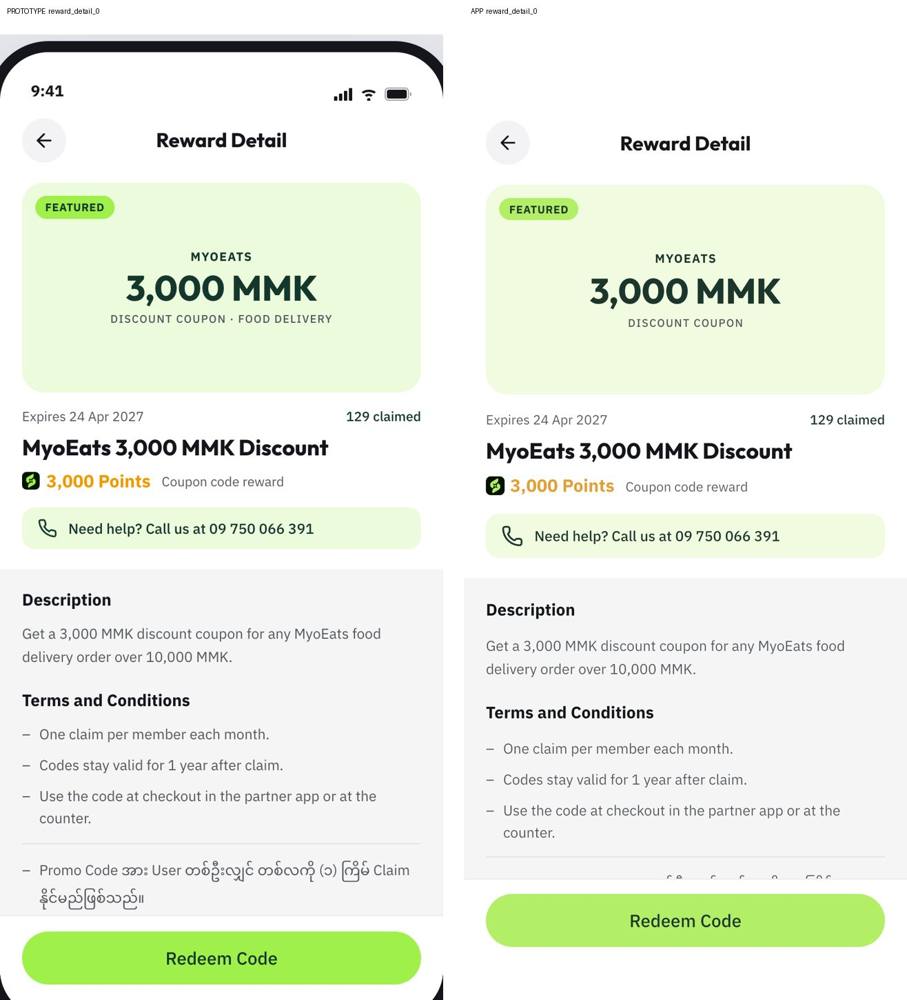 PROTOTYPE reward_detail_0
9:41
Reward Detail
FEATURED
MYOEATS
3,000 MMK
DISCOUNT COUPON · FOOD DELIVERY
Expires 24 Apr 2027
129 claimed
MyoEats 3,000 MMK Discount
3,000 Points Coupon code reward
Need help? Call us at 09 750 066 391
Description
Get a 3,000 MMK discount coupon for any MyoEats food
delivery order over 10,000 MMK.
Terms and Conditions
– One claim per member each month.
– Codes stay valid for 1 year after claim.
– Use the code at checkout in the partner app or at the
counter.
– Promo Code အား User တစ်ဦးလျှင် တစ်လကို (၁) ကြိမ် Claim
နိုင်မည်ဖြစ်သည်။
Redeem Code
APP reward_detail_0
Reward Detail
FEATURED
MYOEATS
3,000 MMK
DISCOUNT COUPON
Expires 24 Apr 2027
129 claimed
MyoEats 3,000 MMK Discount
3,000 Points Coupon code reward
Need help? Call us at 09 750 066 391
Description
Get a 3,000 MMK discount coupon for any MyoEats food
delivery order over 10,000 MMK.
Terms and Conditions
– One claim per member each month.
– Codes stay valid for 1 year after claim.
– Use the code at checkout in the partner app or at the
counter.
Redeem Code